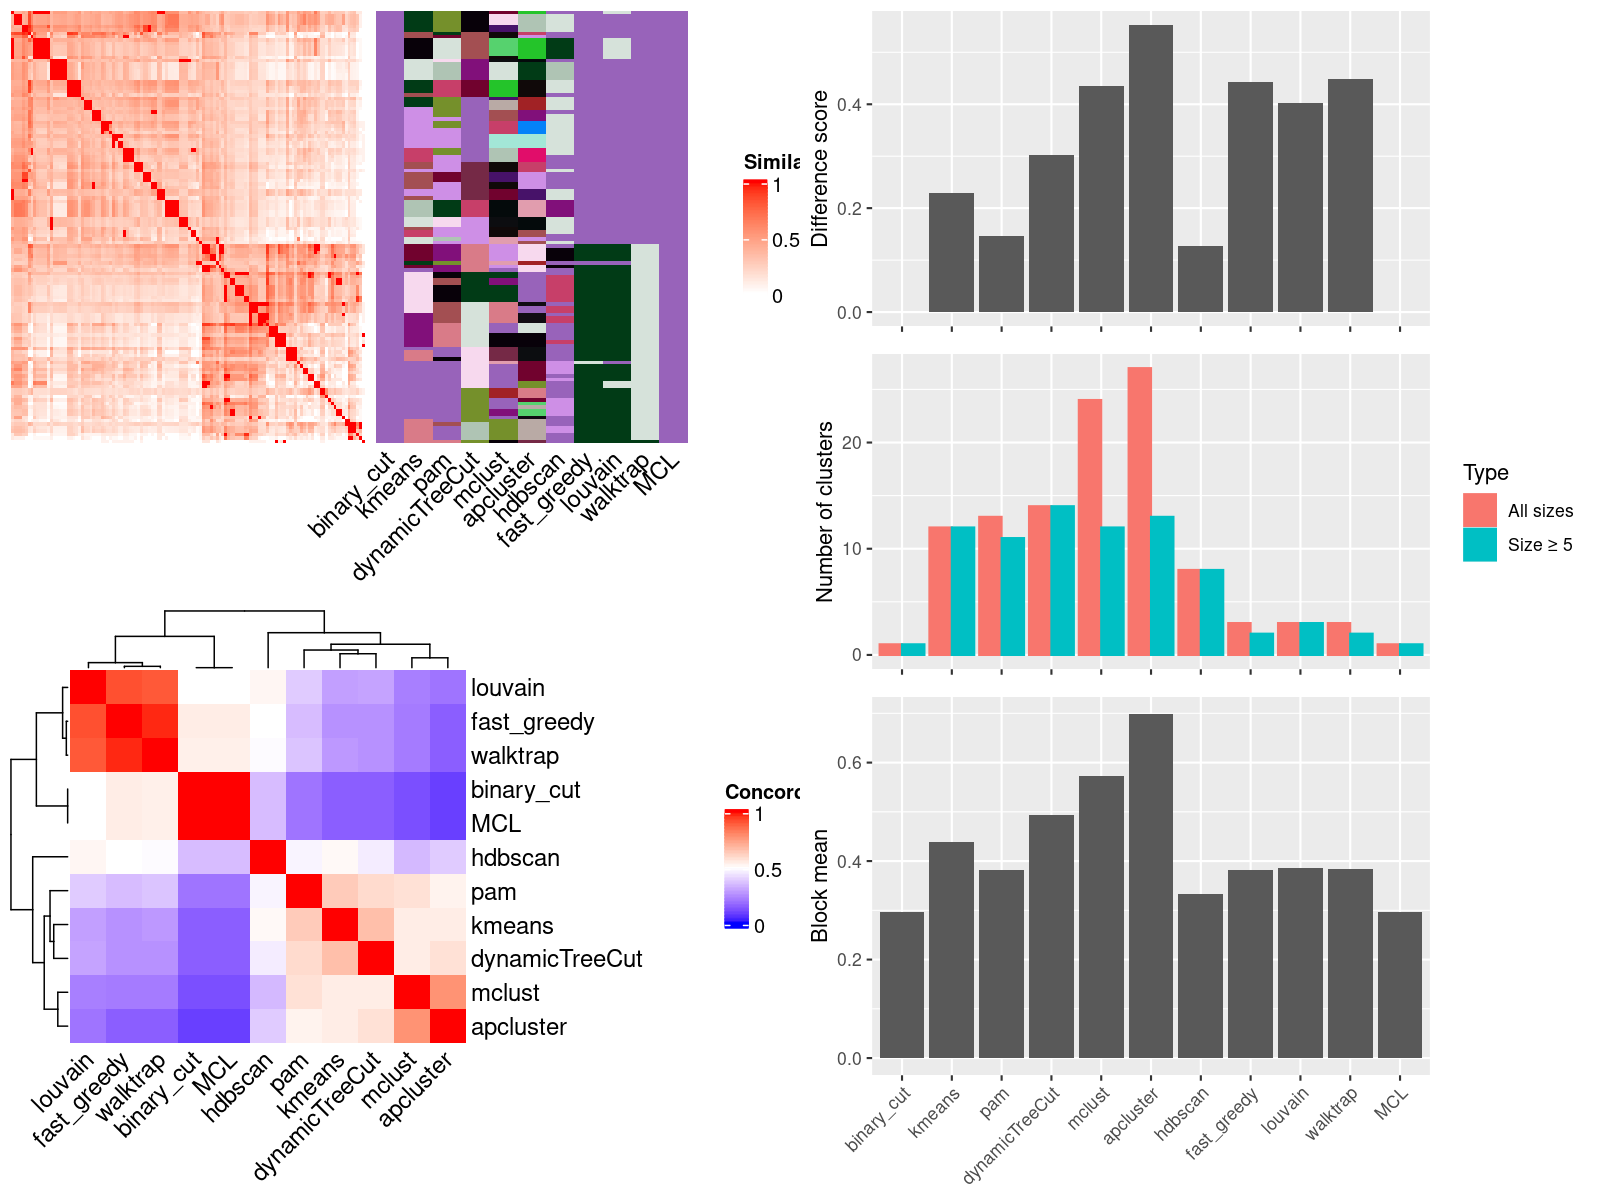 Simila
1
0.5
0
binary_cut
kmeans
pam
dynamicTreeCut
mclust
apcluster
hdbscan
fast_greedy
louvain
walktrap
MCL
louvain
fast_greedy
walktrap
binary_cut
MCL
hdbscan
pam
kmeans
dynamicTreeCut
mclust
apcluster
louvain
fast_greedy
walktrap
binary_cut
MCL
hdbscan
pam
kmeans
dynamicTreeCut
mclust
apcluster
Concord
1
0.5
0
Difference score
0.4
0.2
0.0
Number of clusters
20
10
0
Type
All sizes
Size ≥ 5
Block mean
0.6
0.4
0.2
0.0
binary_cut
kmeans
pam
dynamicTreeCut
mclust
apcluster
hdbscan
fast_greedy
louvain
walktrap
MCL